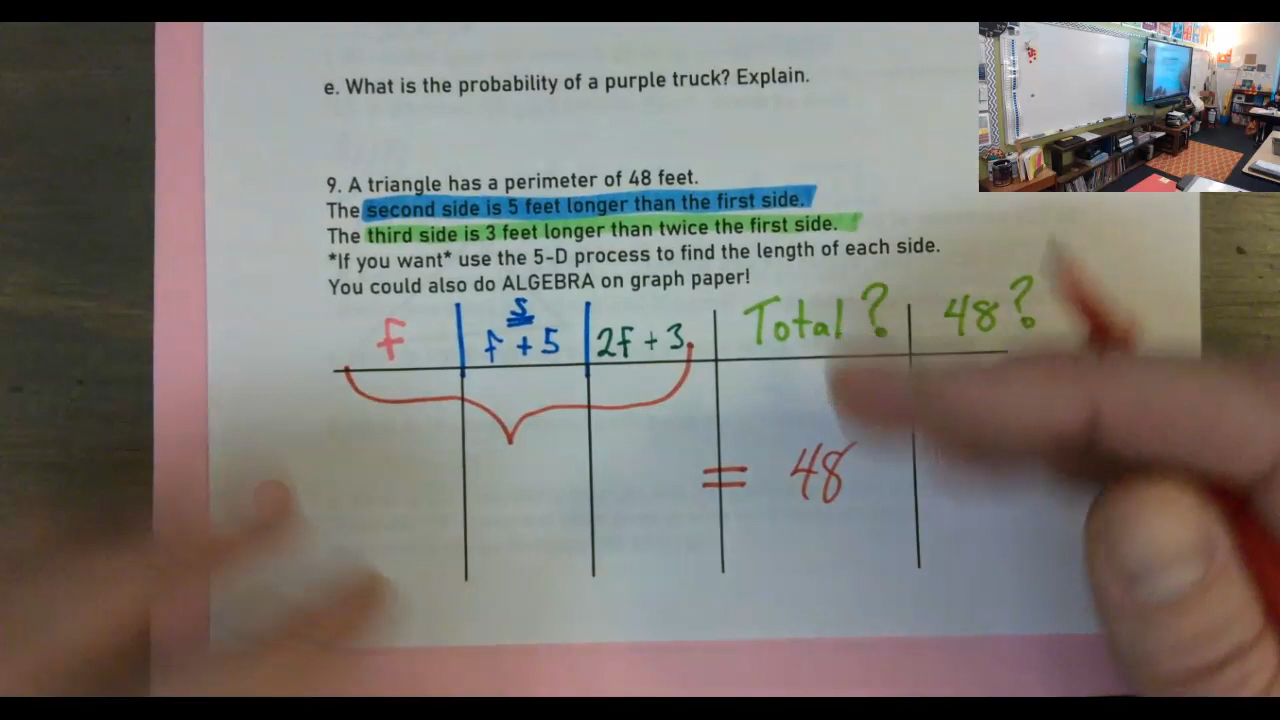 e. What is the probability of a purple truck? Explain.
9. A triangle has a perimeter of 48 feet.
The second side is 5 feet longer than the first side.
The third side is 3 feet longer than twice the first side.
*If you want* use the 5-D process to find the length of each side.
You could also do ALGEBRA on graph paper!
s
f f + 5 2f + 3 Total? 48?
= 48